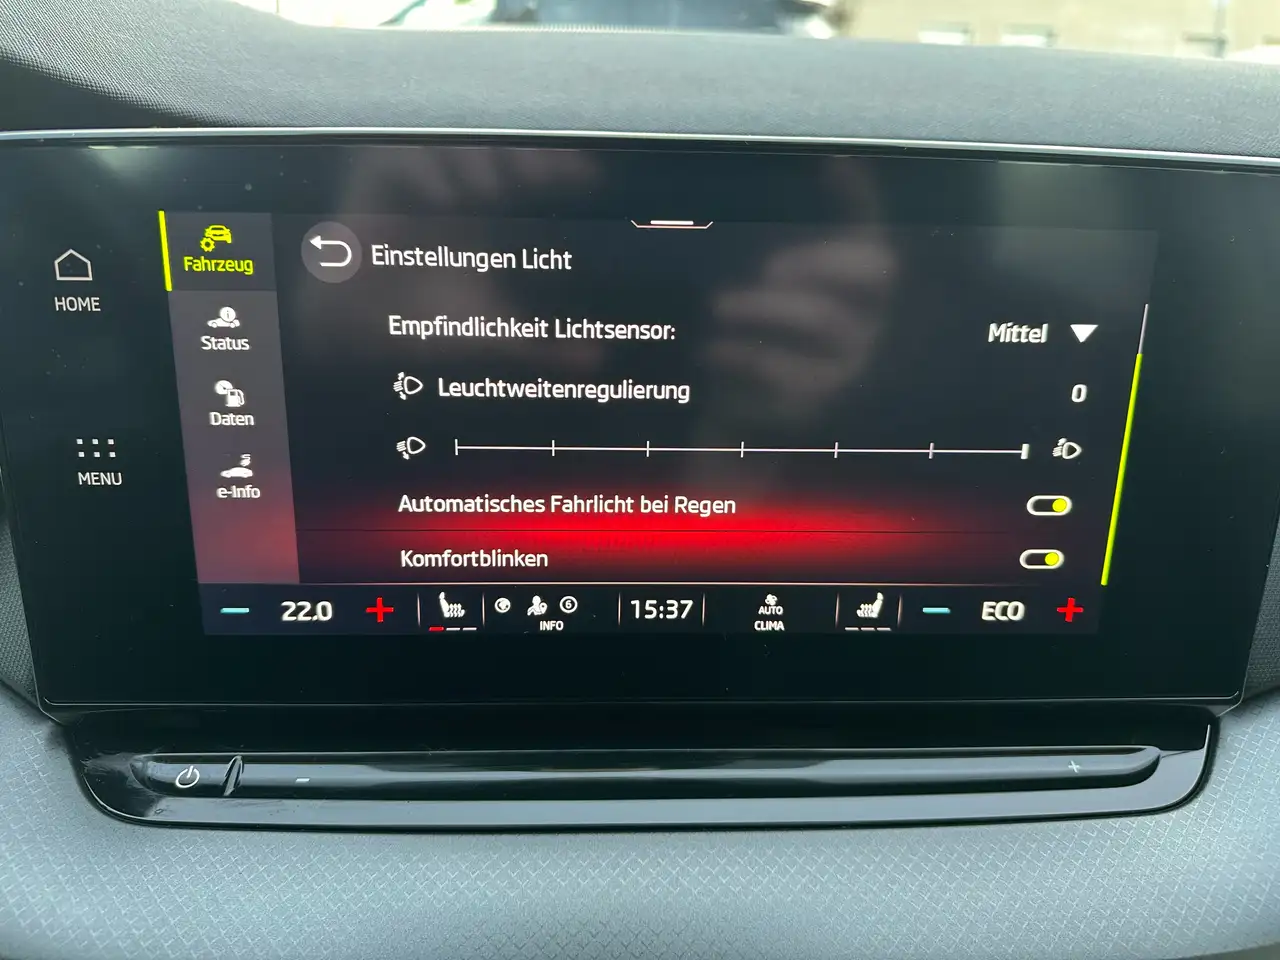 HOME
MENU
Fahrzeug
Status
Daten
e-Info
Einstellungen Licht
Empfindlichkeit Lichtsensor: Mittel
Leuchtweitenregulierung 0
Automatisches Fahrlicht bei Regen
Komfortblinken
22.0
6
INFO
15:37
AUTO
CLIMA
ECO